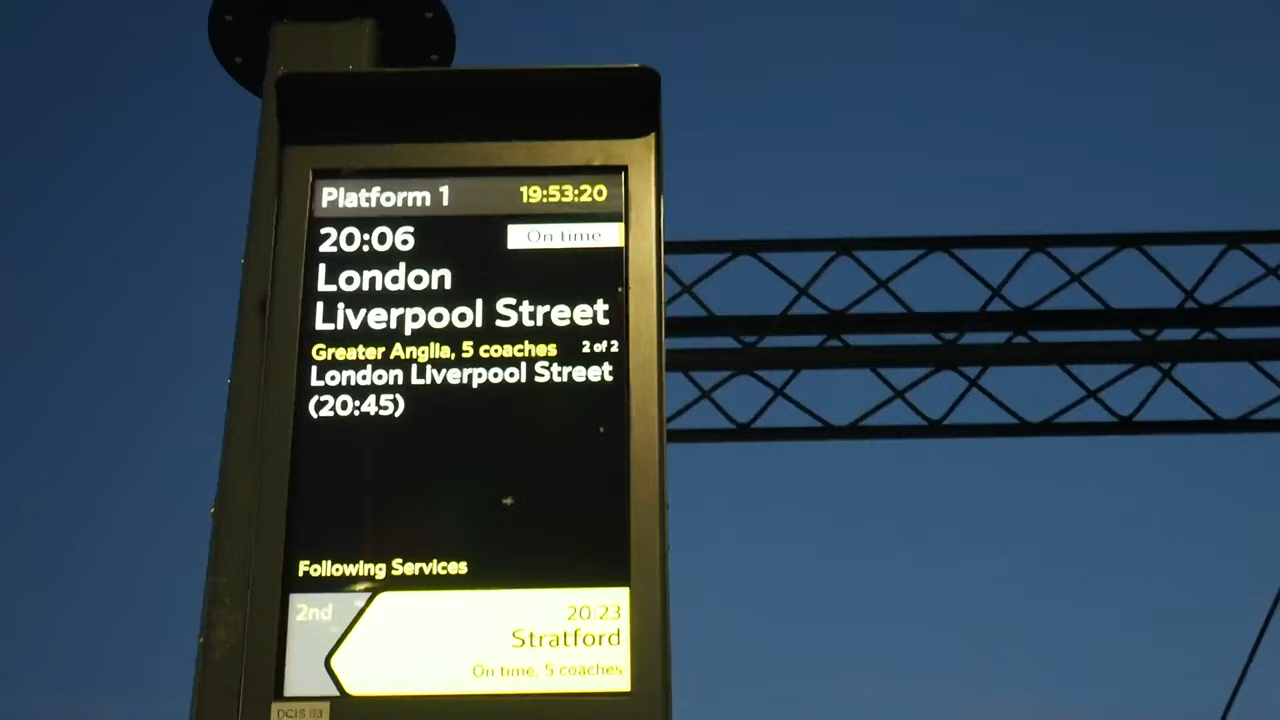 Platform 1 19:53:20
20:06 On time
London
Liverpool Street
Greater Anglia, 5 coaches 2 of 2
London Liverpool Street
(20:45)
Following Services
2nd 20:23
Stratford
On time, 5 coaches
DCIS 03